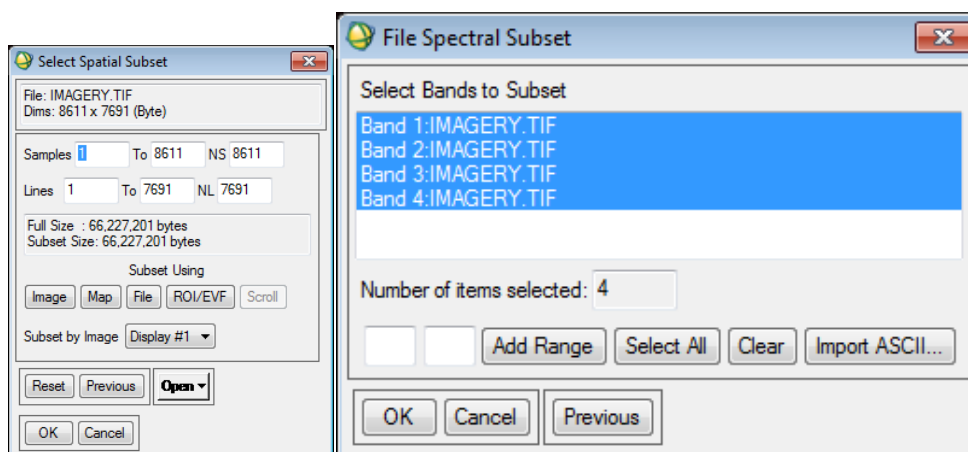 Select Spatial Subset
File: IMAGERY.TIF
Dims: 8611 x 7691 (Byte)
Samples 1 To 8611 NS 8611
Lines 1 To 7691 NL 7691
Full Size : 66,227,201 bytes
Subset Size: 66,227,201 bytes
Subset Using
Image Map File ROI/EVF Scroll
Subset by Image Display #1
Reset Previous Open
OK Cancel
File Spectral Subset
Select Bands to Subset
Band 1:IMAGERY.TIF
Band 2:IMAGERY.TIF
Band 3:IMAGERY.TIF
Band 4:IMAGERY.TIF
Number of items selected: 4
Add Range Select All Clear Import ASCII...
OK Cancel Previous